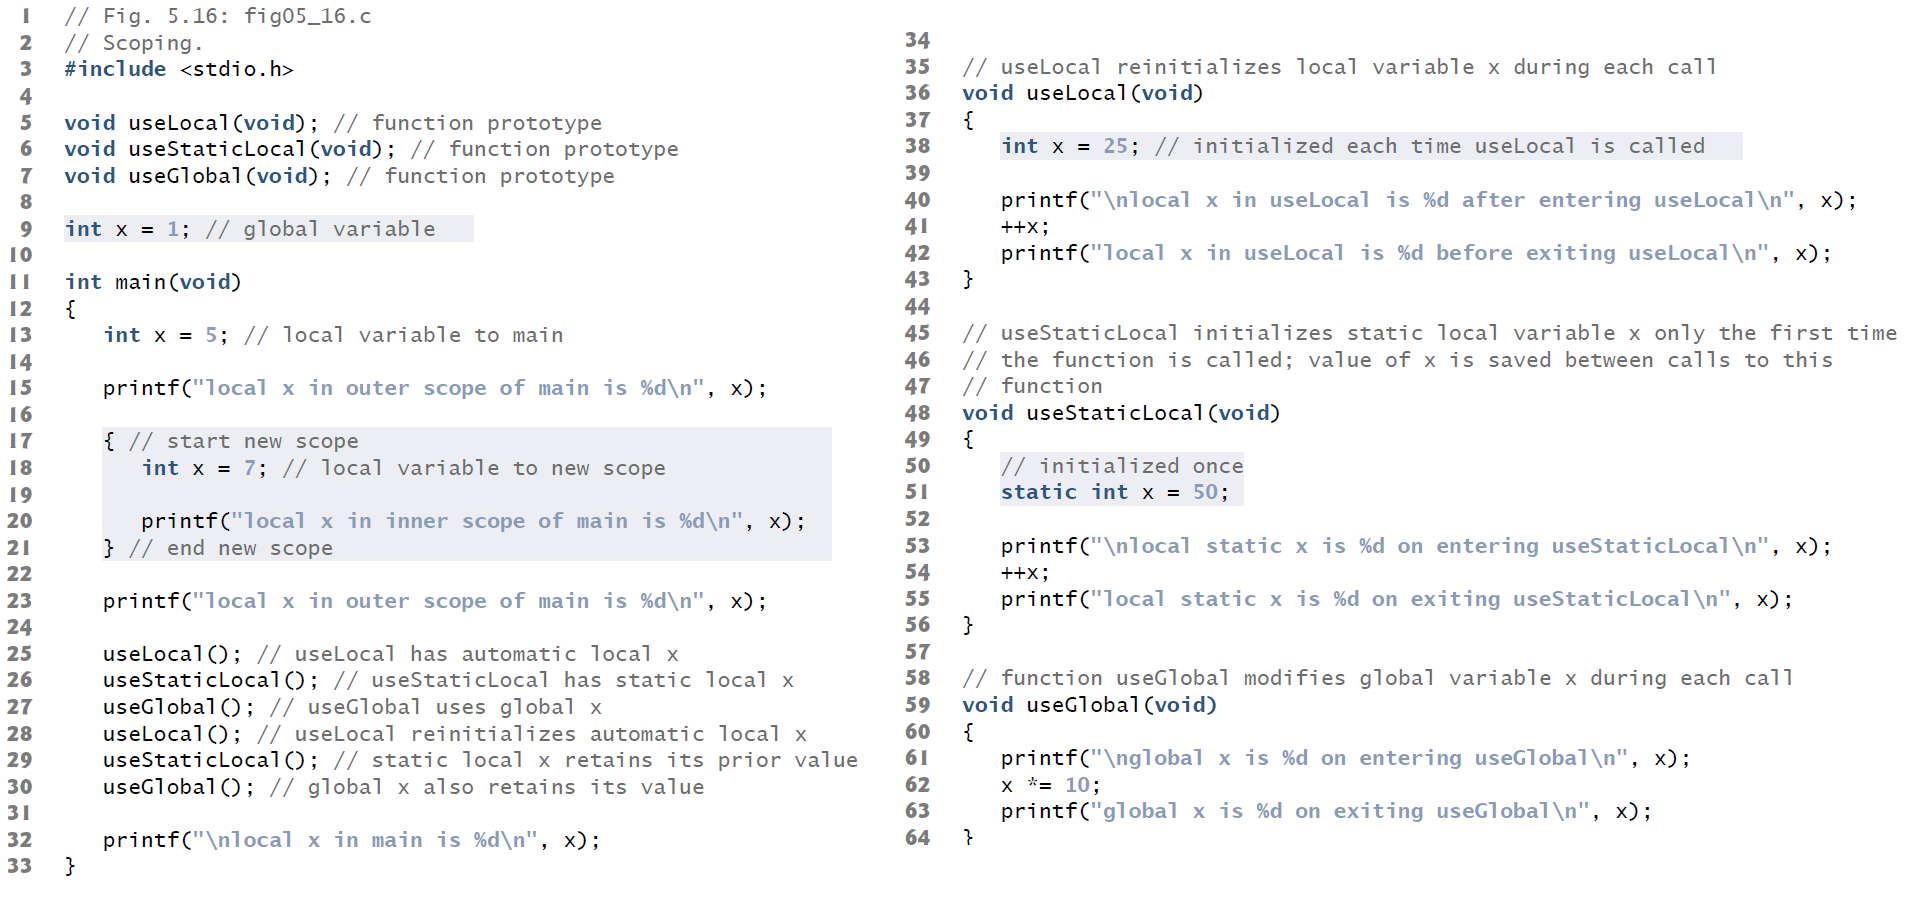 1 // Fig. 5.16: fig05_16.c
2 // Scoping.
3 #include <stdio.h>
4
5 void useLocal(void); // function prototype
6 void useStaticLocal(void); // function prototype
7 void useGlobal(void); // function prototype
8
9 int x = 1; // global variable
10
11 int main(void)
12 {
13    int x = 5; // local variable to main
14
15    printf("local x in outer scope of main is %d\n", x);
16
17    { // start new scope
18       int x = 7; // local variable to new scope
19
20       printf("local x in inner scope of main is %d\n", x);
21    } // end new scope
22
23    printf("local x in outer scope of main is %d\n", x);
24
25    useLocal(); // useLocal has automatic local x
26    useStaticLocal(); // useStaticLocal has static local x
27    useGlobal(); // useGlobal uses global x
28    useLocal(); // useLocal reinitializes automatic local x
29    useStaticLocal(); // static local x retains its prior value
30    useGlobal(); // global x also retains its value
31
32    printf("\nlocal x in main is %d\n", x);
33 }
34
35 // useLocal reinitializes local variable x during each call
36 void useLocal(void)
37 {
38    int x = 25; // initialized each time useLocal is called
39
40    printf("\nlocal x in useLocal is %d after entering useLocal\n", x);
41    ++x;
42    printf("local x in useLocal is %d before exiting useLocal\n", x);
43 }
44
45 // useStaticLocal initializes static local variable x only the first time
46 // the function is called; value of x is saved between calls to this
47 // function
48 void useStaticLocal(void)
49 {
50    // initialized once
51    static int x = 50;
52
53    printf("\nlocal static x is %d on entering useStaticLocal\n", x);
54    ++x;
55    printf("local static x is %d on exiting useStaticLocal\n", x);
56 }
57
58 // function useGlobal modifies global variable x during each call
59 void useGlobal(void)
60 {
61    printf("\nglobal x is %d on entering useGlobal\n", x);
62    x *= 10;
63    printf("global x is %d on exiting useGlobal\n", x);
64 }